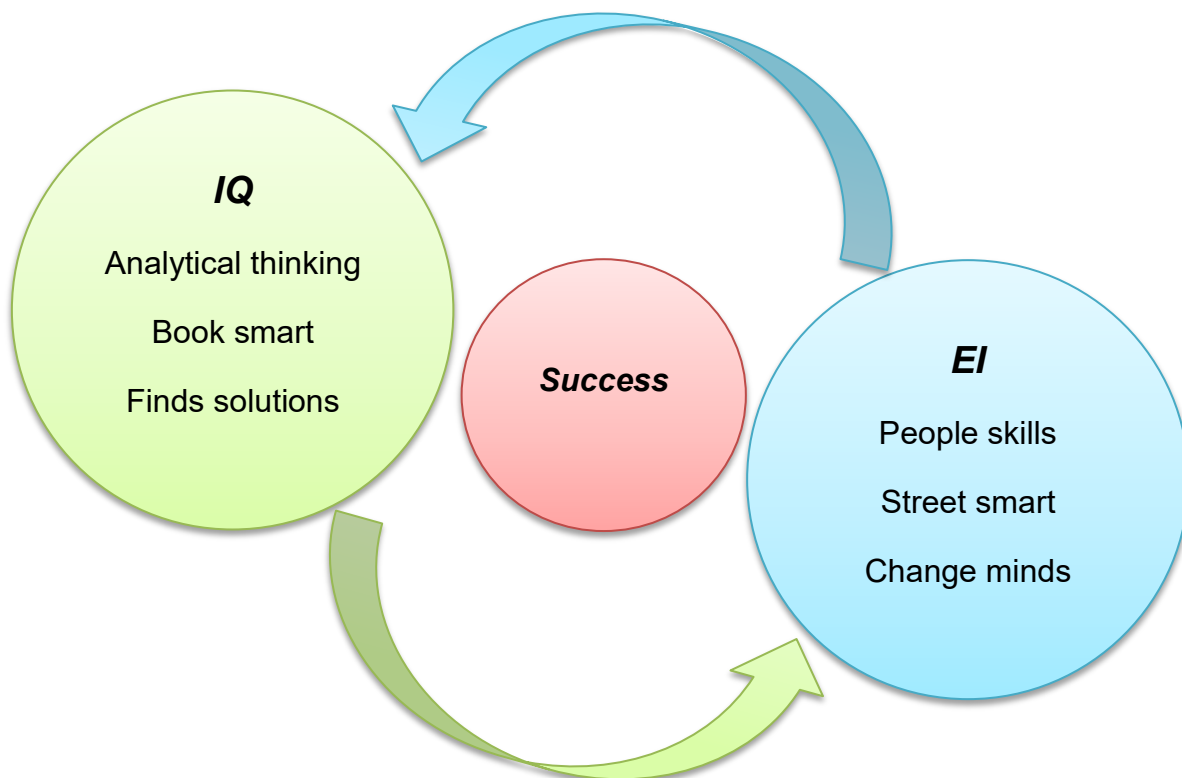 IQ
Analytical thinking
Book smart
Finds solutions
Success
EI
People skills
Street smart
Change minds